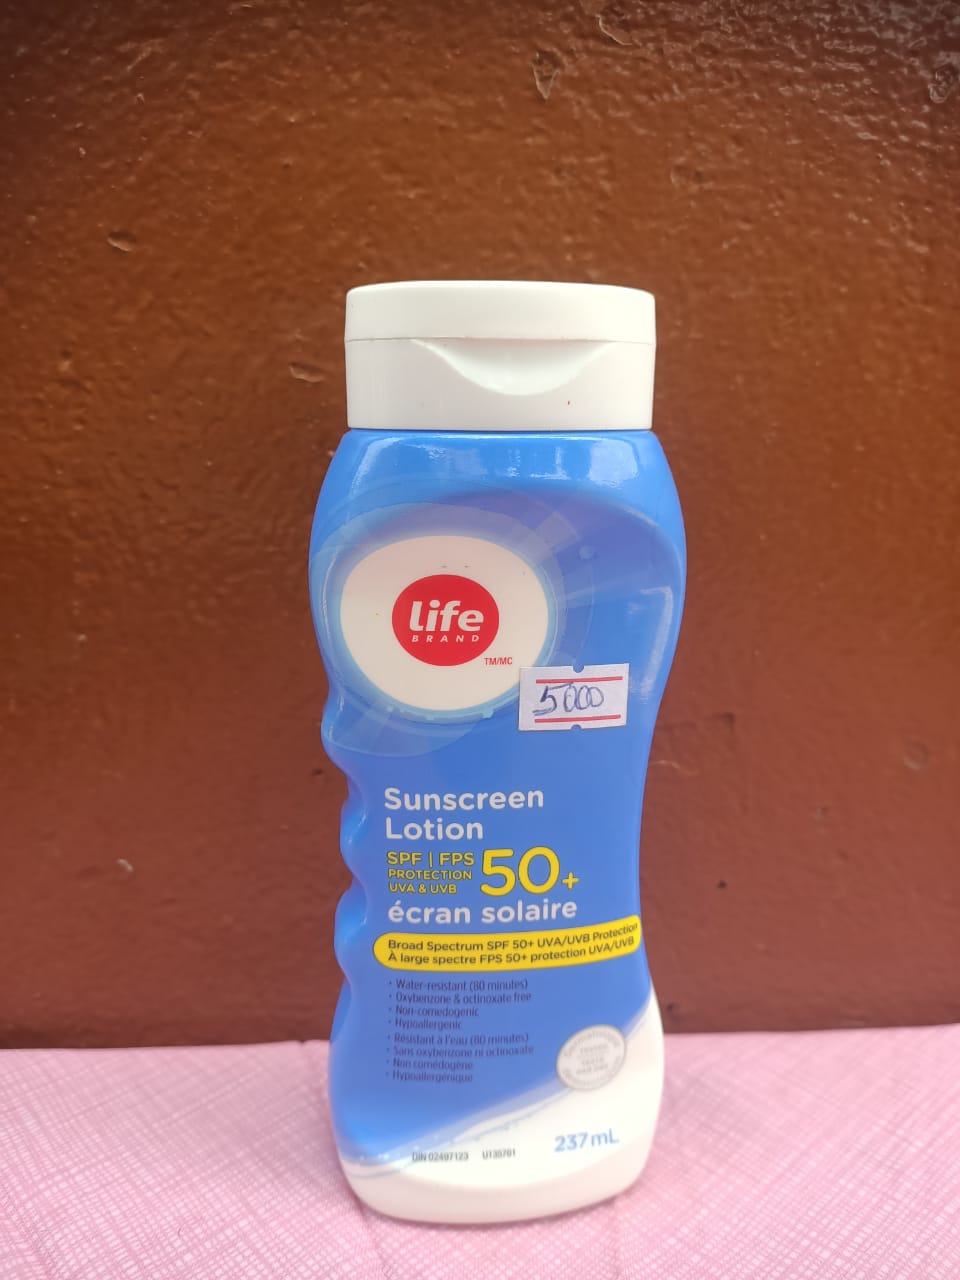 life
BRAND
TM/MC
5000
Sunscreen
Lotion
SPF | FPS 50+
PROTECTION
UVA & UVB
écran solaire
Broad Spectrum SPF 50+ UVA/UVB Protection
À large spectre FPS 50+ protection UVA/UVB
· Water-resistant (80 minutes)
· Oxybenzone & octinoxate free
· Non-comedogenic
· Hypoallergenic
· Résistant à l'eau (80 minutes)
· Sans oxybenzone ni octinoxate
· Non comédogène
· Hypoallergénique
237mL
DIN 02497123 U135761